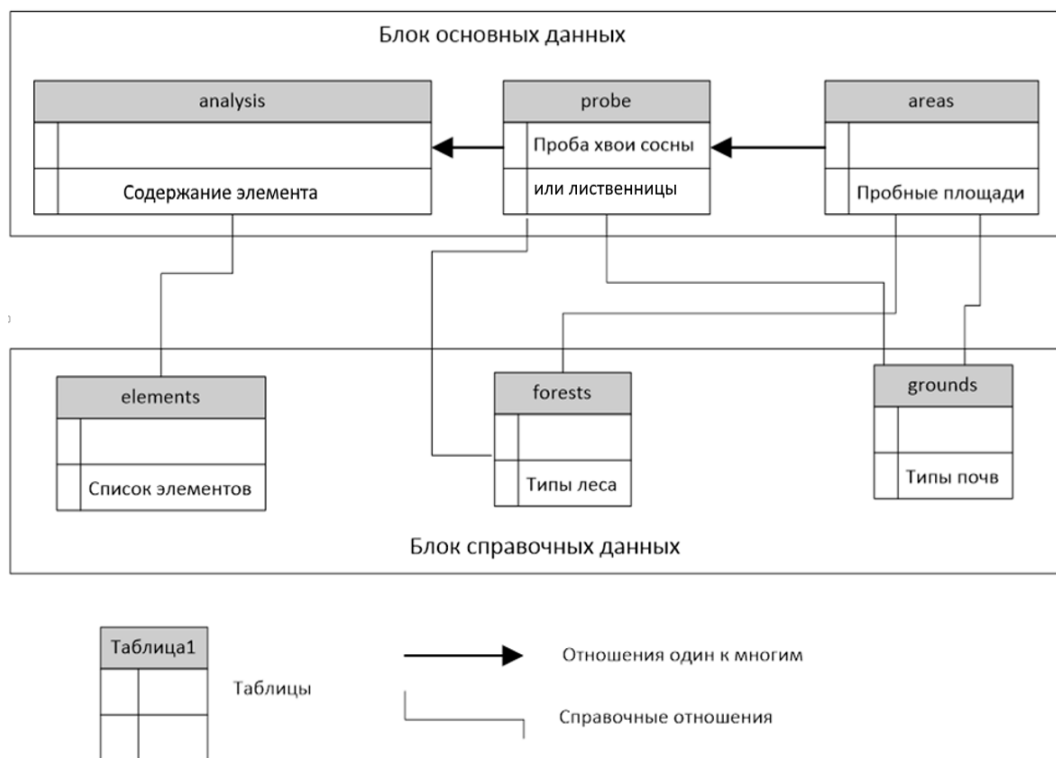 Блок основных данных
analysis
probe
areas
Проба хвои сосны
Содержание элемента
или лиственницы
Пробные площади
elements
forests
grounds
Список элементов
Типы леса
Типы почв
Блок справочных данных
Таблица1
Таблицы
Отношения один к многим
Справочные отношения